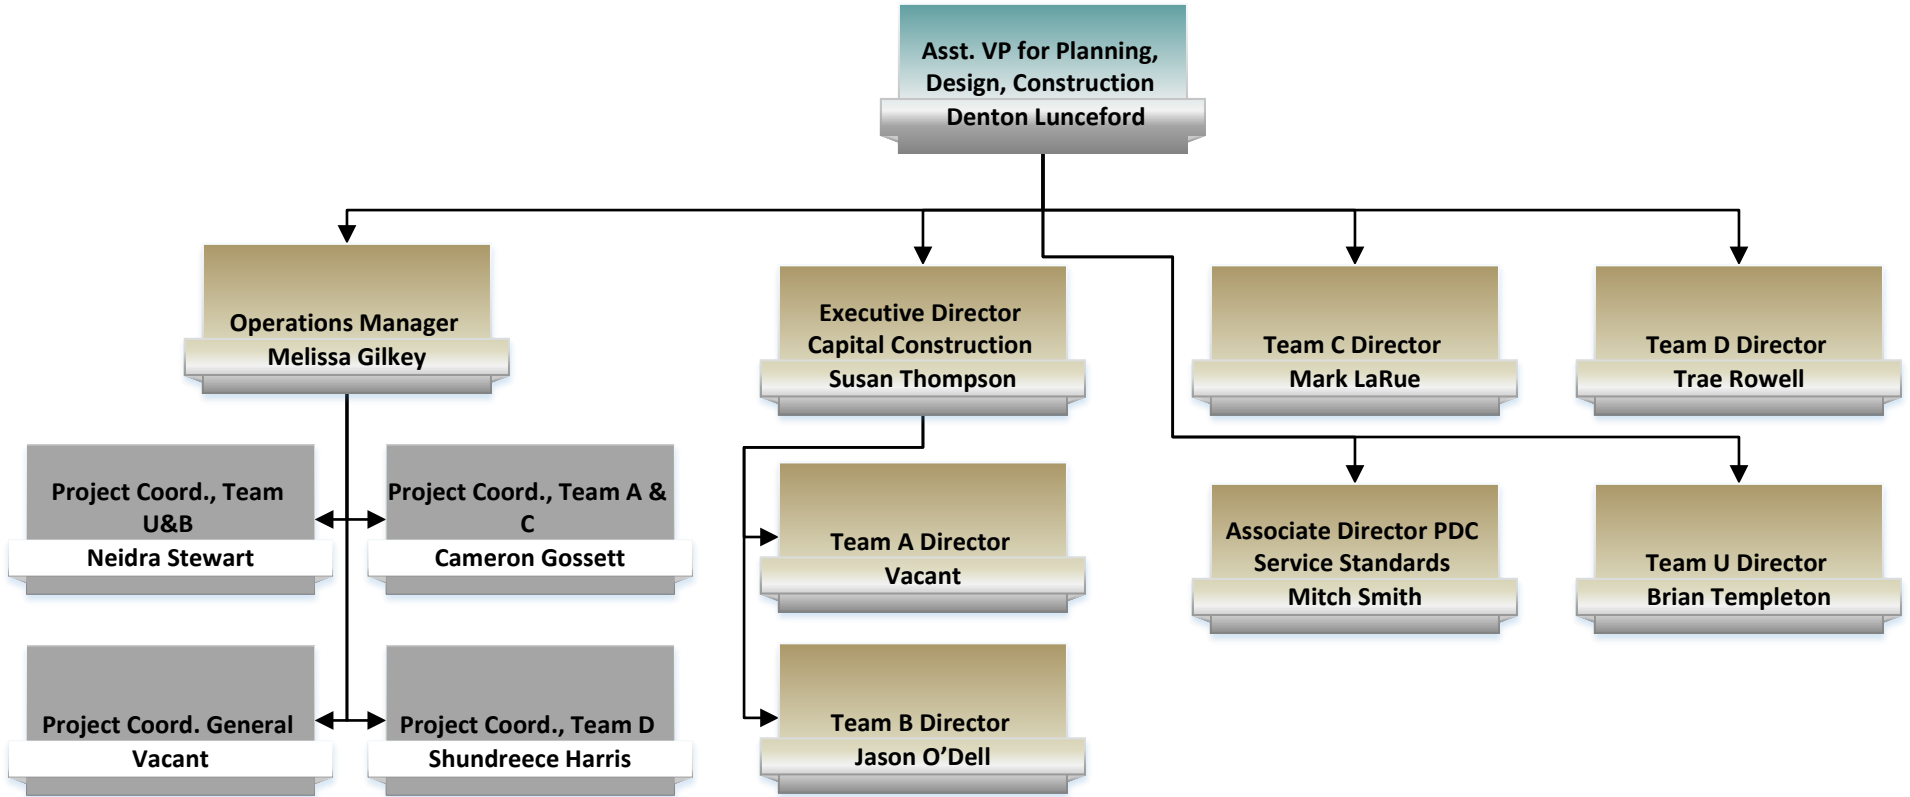 Asst. VP for Planning,
Design, Construction
Denton Lunceford
Operations Manager
Melissa Gilkey
Executive Director
Capital Construction
Susan Thompson
Team C Director
Mark LaRue
Team D Director
Trae Rowell
Project Coord., Team
U&B
Neidra Stewart
Project Coord., Team A &
C
Cameron Gossett
Team A Director
Vacant
Associate Director PDC
Service Standards
Mitch Smith
Team U Director
Brian Templeton
Project Coord. General
Vacant
Project Coord., Team D
Shundreece Harris
Team B Director
Jason O’Dell